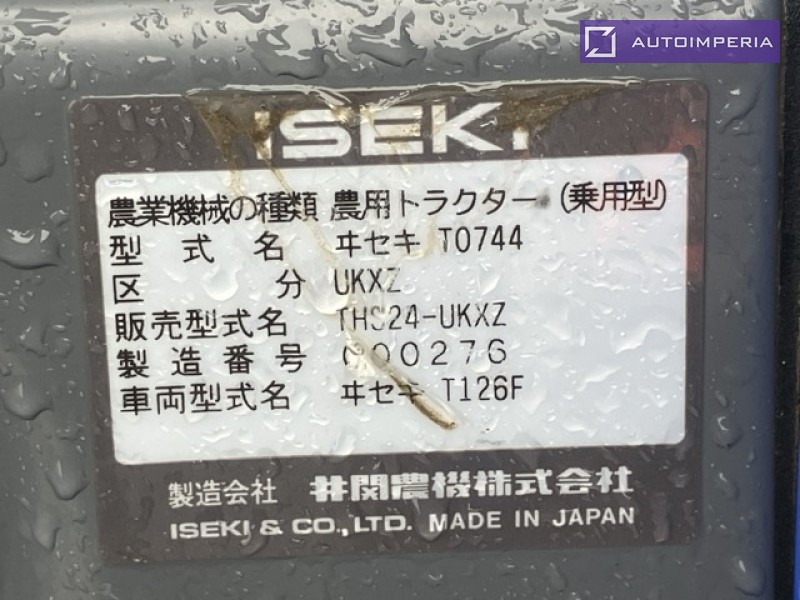 AUTOIMPERIA
ISEKI
農業機械の種類 農用トラクター (乗用型)
型式名 ヰセキ T0744
区分 UKXZ
販売型式名 THS24-UKXZ
製造番号 000276
車両型式名 ヰセキ T126F
製造会社 井関農機株式会社
ISEKI & CO., LTD. MADE IN JAPAN